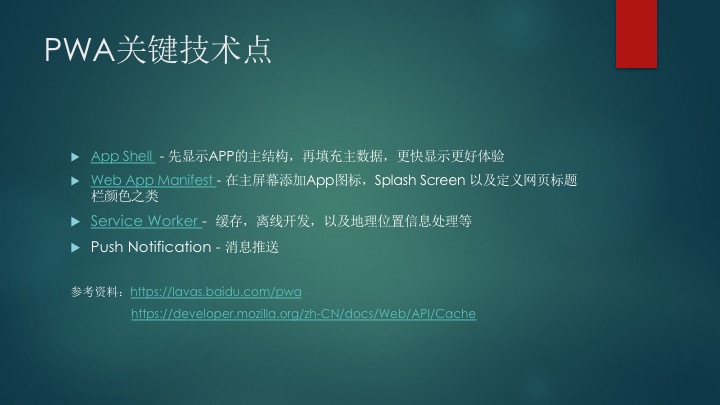 PWA关键技术点
App Shell - 先显示APP的主结构，再填充主数据，更快显示更好体验
Web App Manifest - 在主屏幕添加App图标，Splash Screen 以及定义网页标题
栏颜色之类
Service Worker - 缓存，离线开发，以及地理位置信息处理等
Push Notification - 消息推送
参考资料：https://lavas.baidu.com/pwa
https://developer.mozilla.org/zh-CN/docs/Web/API/Cache